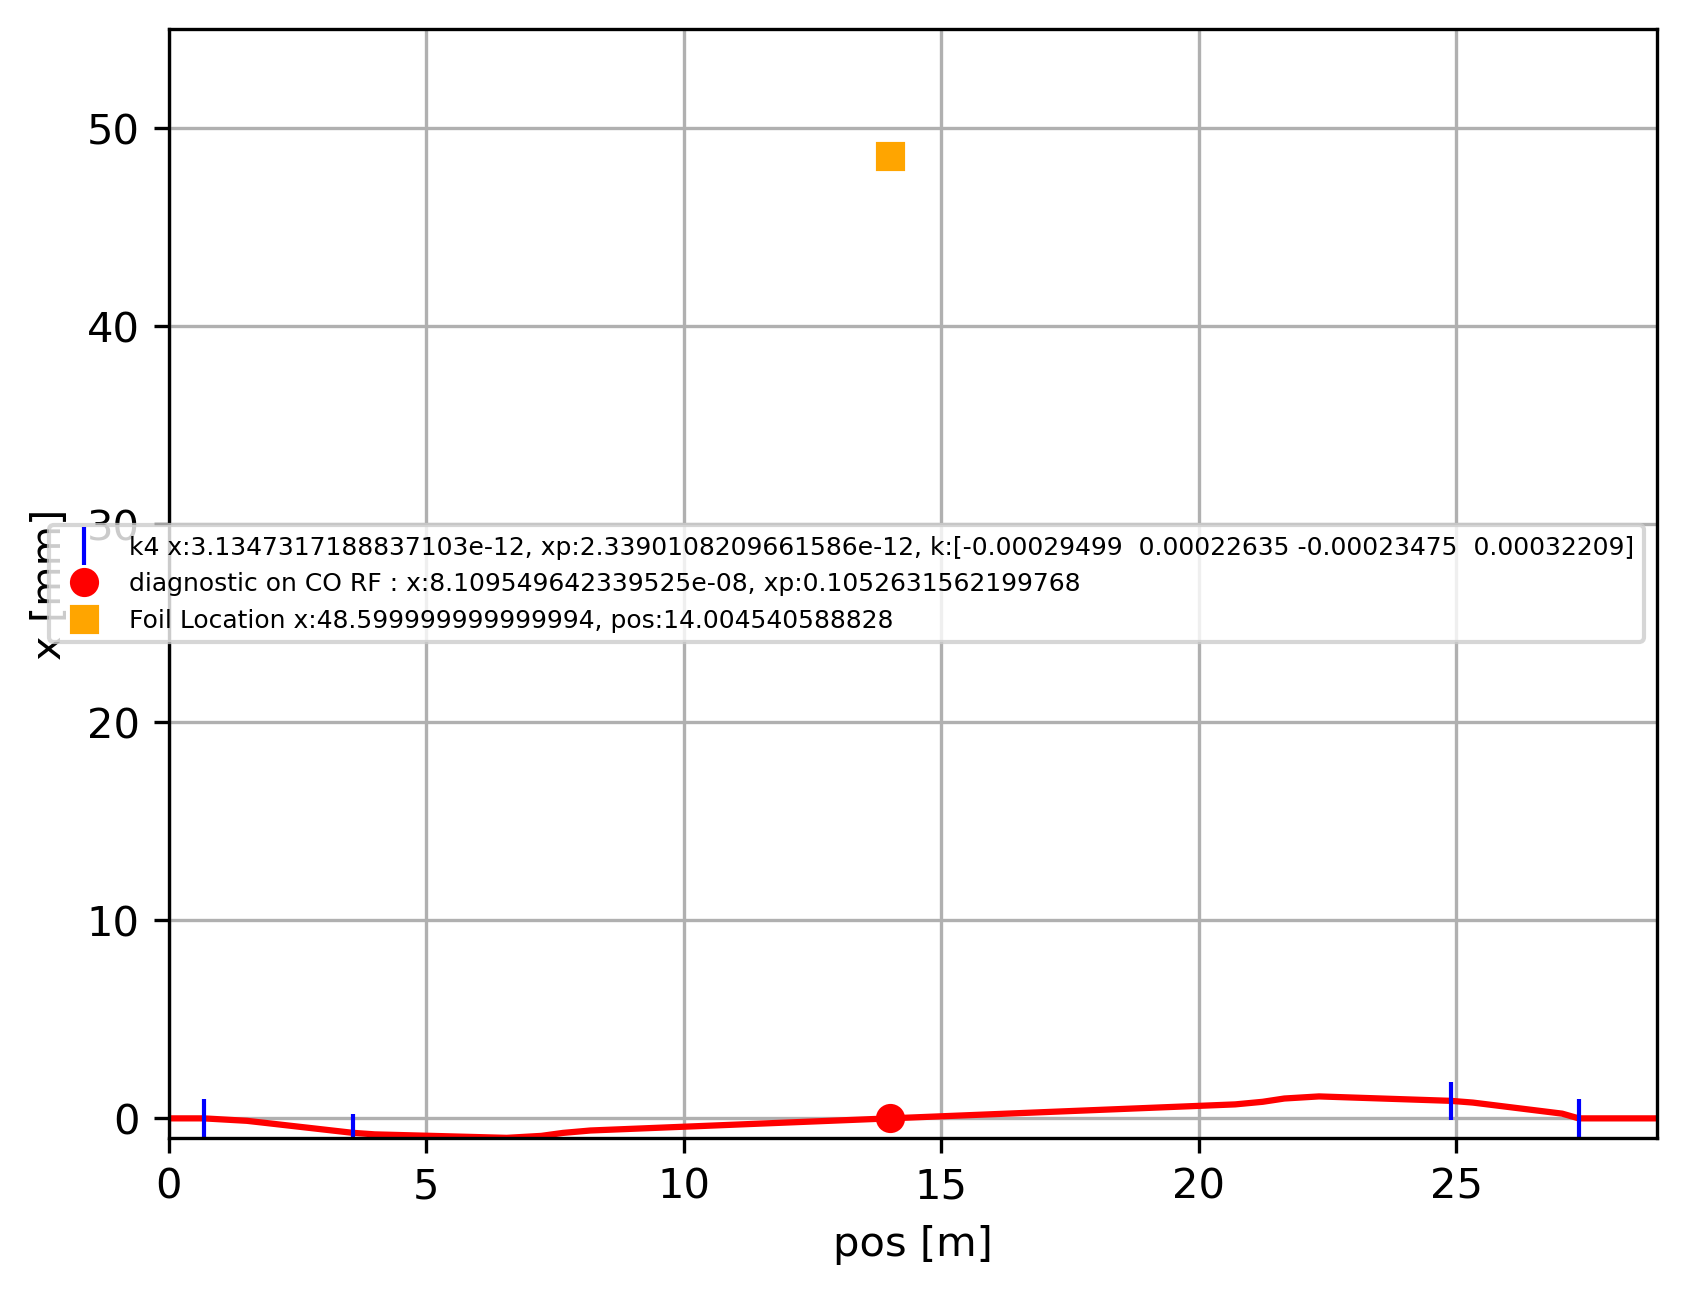 50
40
30
x [mm]
k4 x:3.1347317188837103e-12, xp:2.3390108209661586e-12, k:[-0.00029499  0.00022635 -0.00023475  0.00032209]
diagnostic on CO RF : x:8.109549642339525e-08, xp:0.1052631562199768
Foil Location x:48.599999999999994, pos:14.004540588828
20
10
0
0 5 10 15 20 25
pos [m]